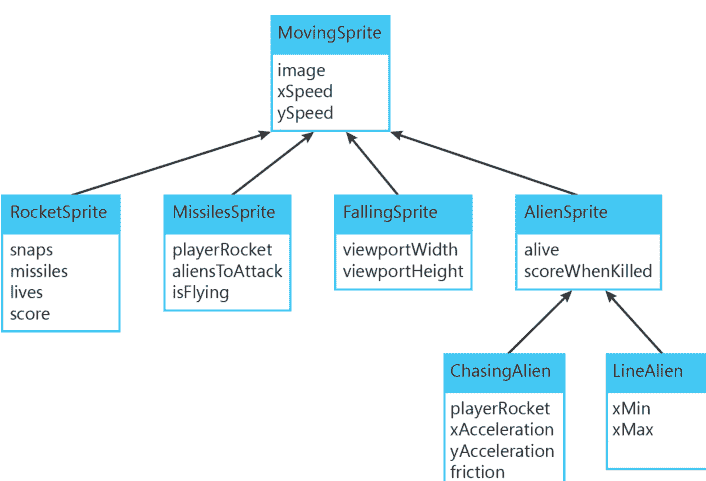 MovingSprite
image
xSpeed
ySpeed
RocketSprite
snaps
missiles
lives
score
MissilesSprite
playerRocket
aliensToAttack
isFlying
FallingSprite
viewportWidth
viewportHeight
AlienSprite
alive
scoreWhenKilled
ChasingAlien
playerRocket
xAcceleration
yAcceleration
friction
LineAlien
xMin
xMax